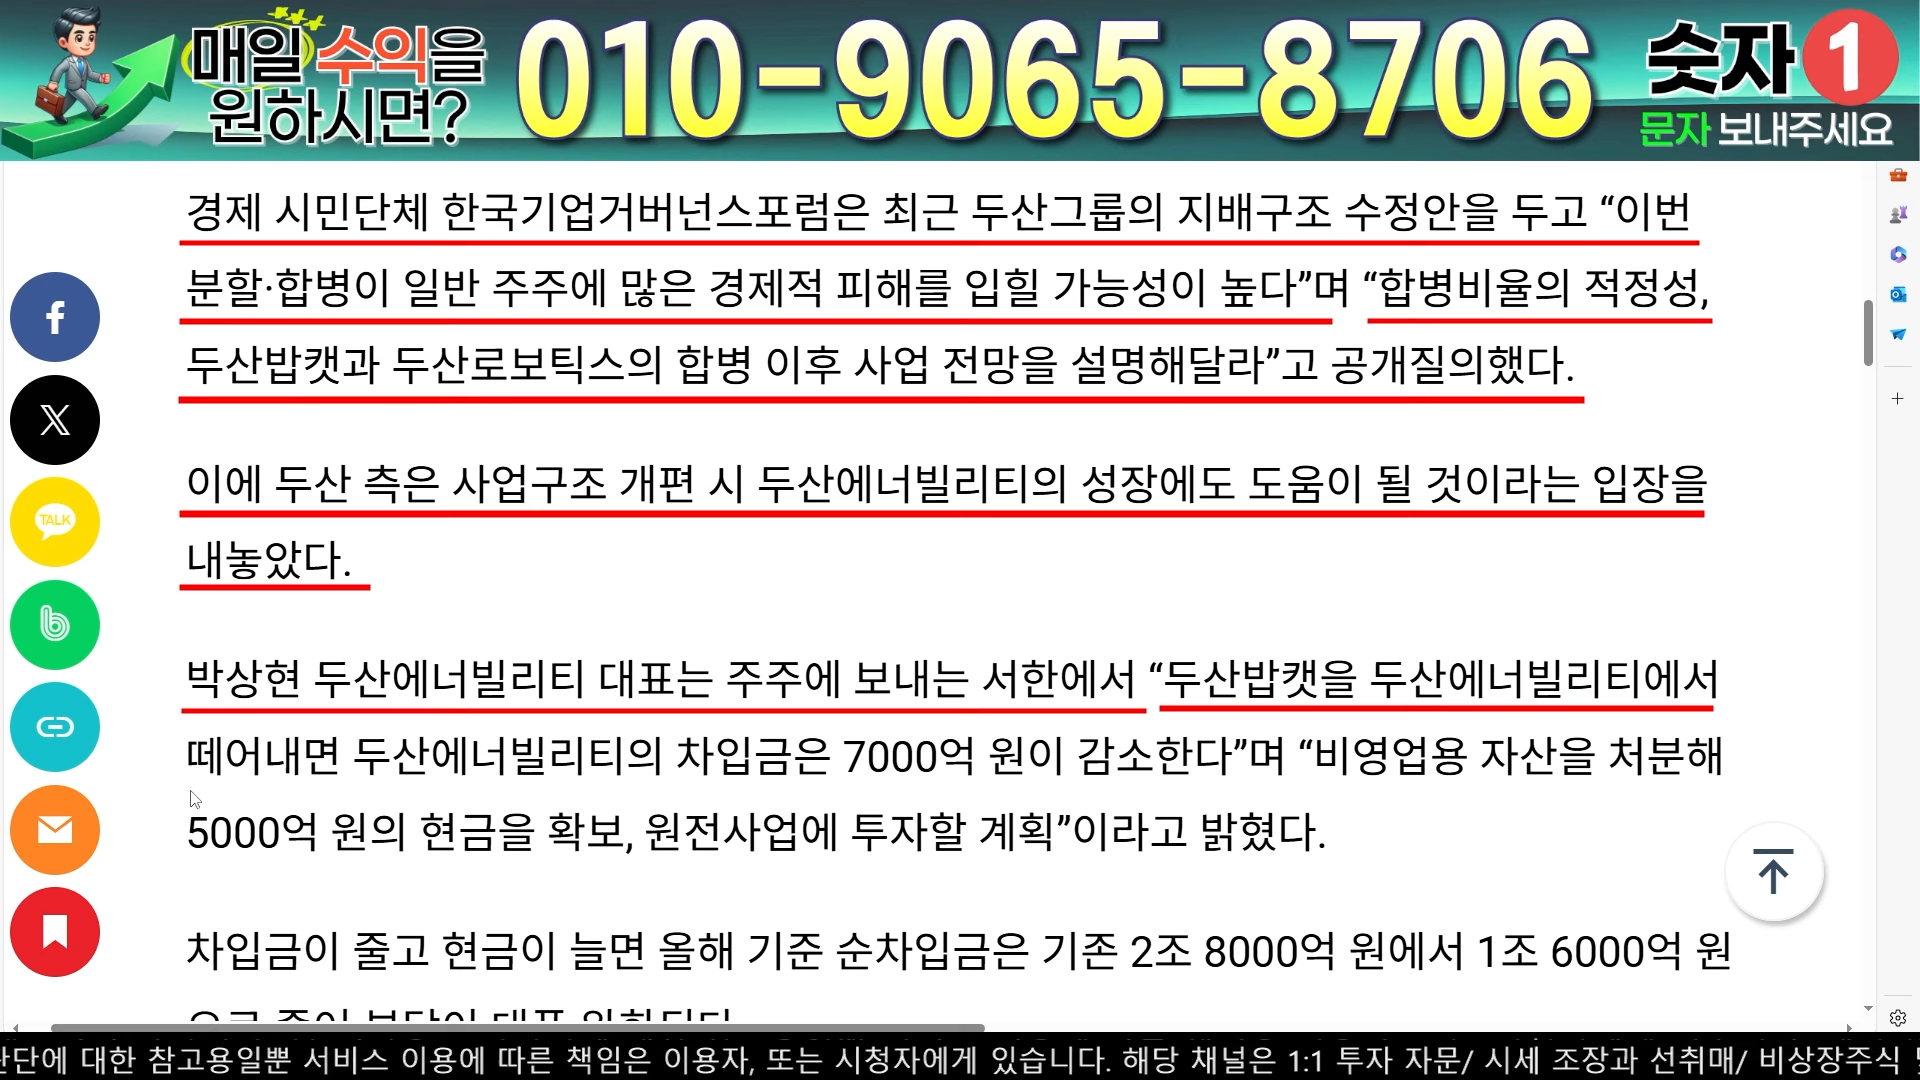 매일 수익을
원하시면?
010-9065-8706
숫자 1
문자 보내주세요
경제 시민단체 한국기업거버넌스포럼은 최근 두산그룹의 지배구조 수정안을 두고 “이번
분할·합병이 일반 주주에 많은 경제적 피해를 입힐 가능성이 높다”며 “합병비율의 적정성,
두산밥캣과 두산로보틱스의 합병 이후 사업 전망을 설명해달라”고 공개질의했다.
이에 두산 측은 사업구조 개편 시 두산에너빌리티의 성장에도 도움이 될 것이라는 입장을
내놓았다.
박상현 두산에너빌리티 대표는 주주에 보내는 서한에서 “두산밥캣을 두산에너빌리티에서
떼어내면 두산에너빌리티의 차입금은 7000억 원이 감소한다”며 “비영업용 자산을 처분해
5000억 원의 현금을 확보, 원전사업에 투자할 계획”이라고 밝혔다.
차입금이 줄고 현금이 늘면 올해 기준 순차입금은 기존 2조 8000억 원에서 1조 6000억 원
TALK
대한 참고용일뿐 서비스 이용에 따른 책임은 이용자, 또는 시청자에게 있습니다. 해당 채널은 1:1 투자 자문/ 시세 조장과 선취매/ 비상장주식